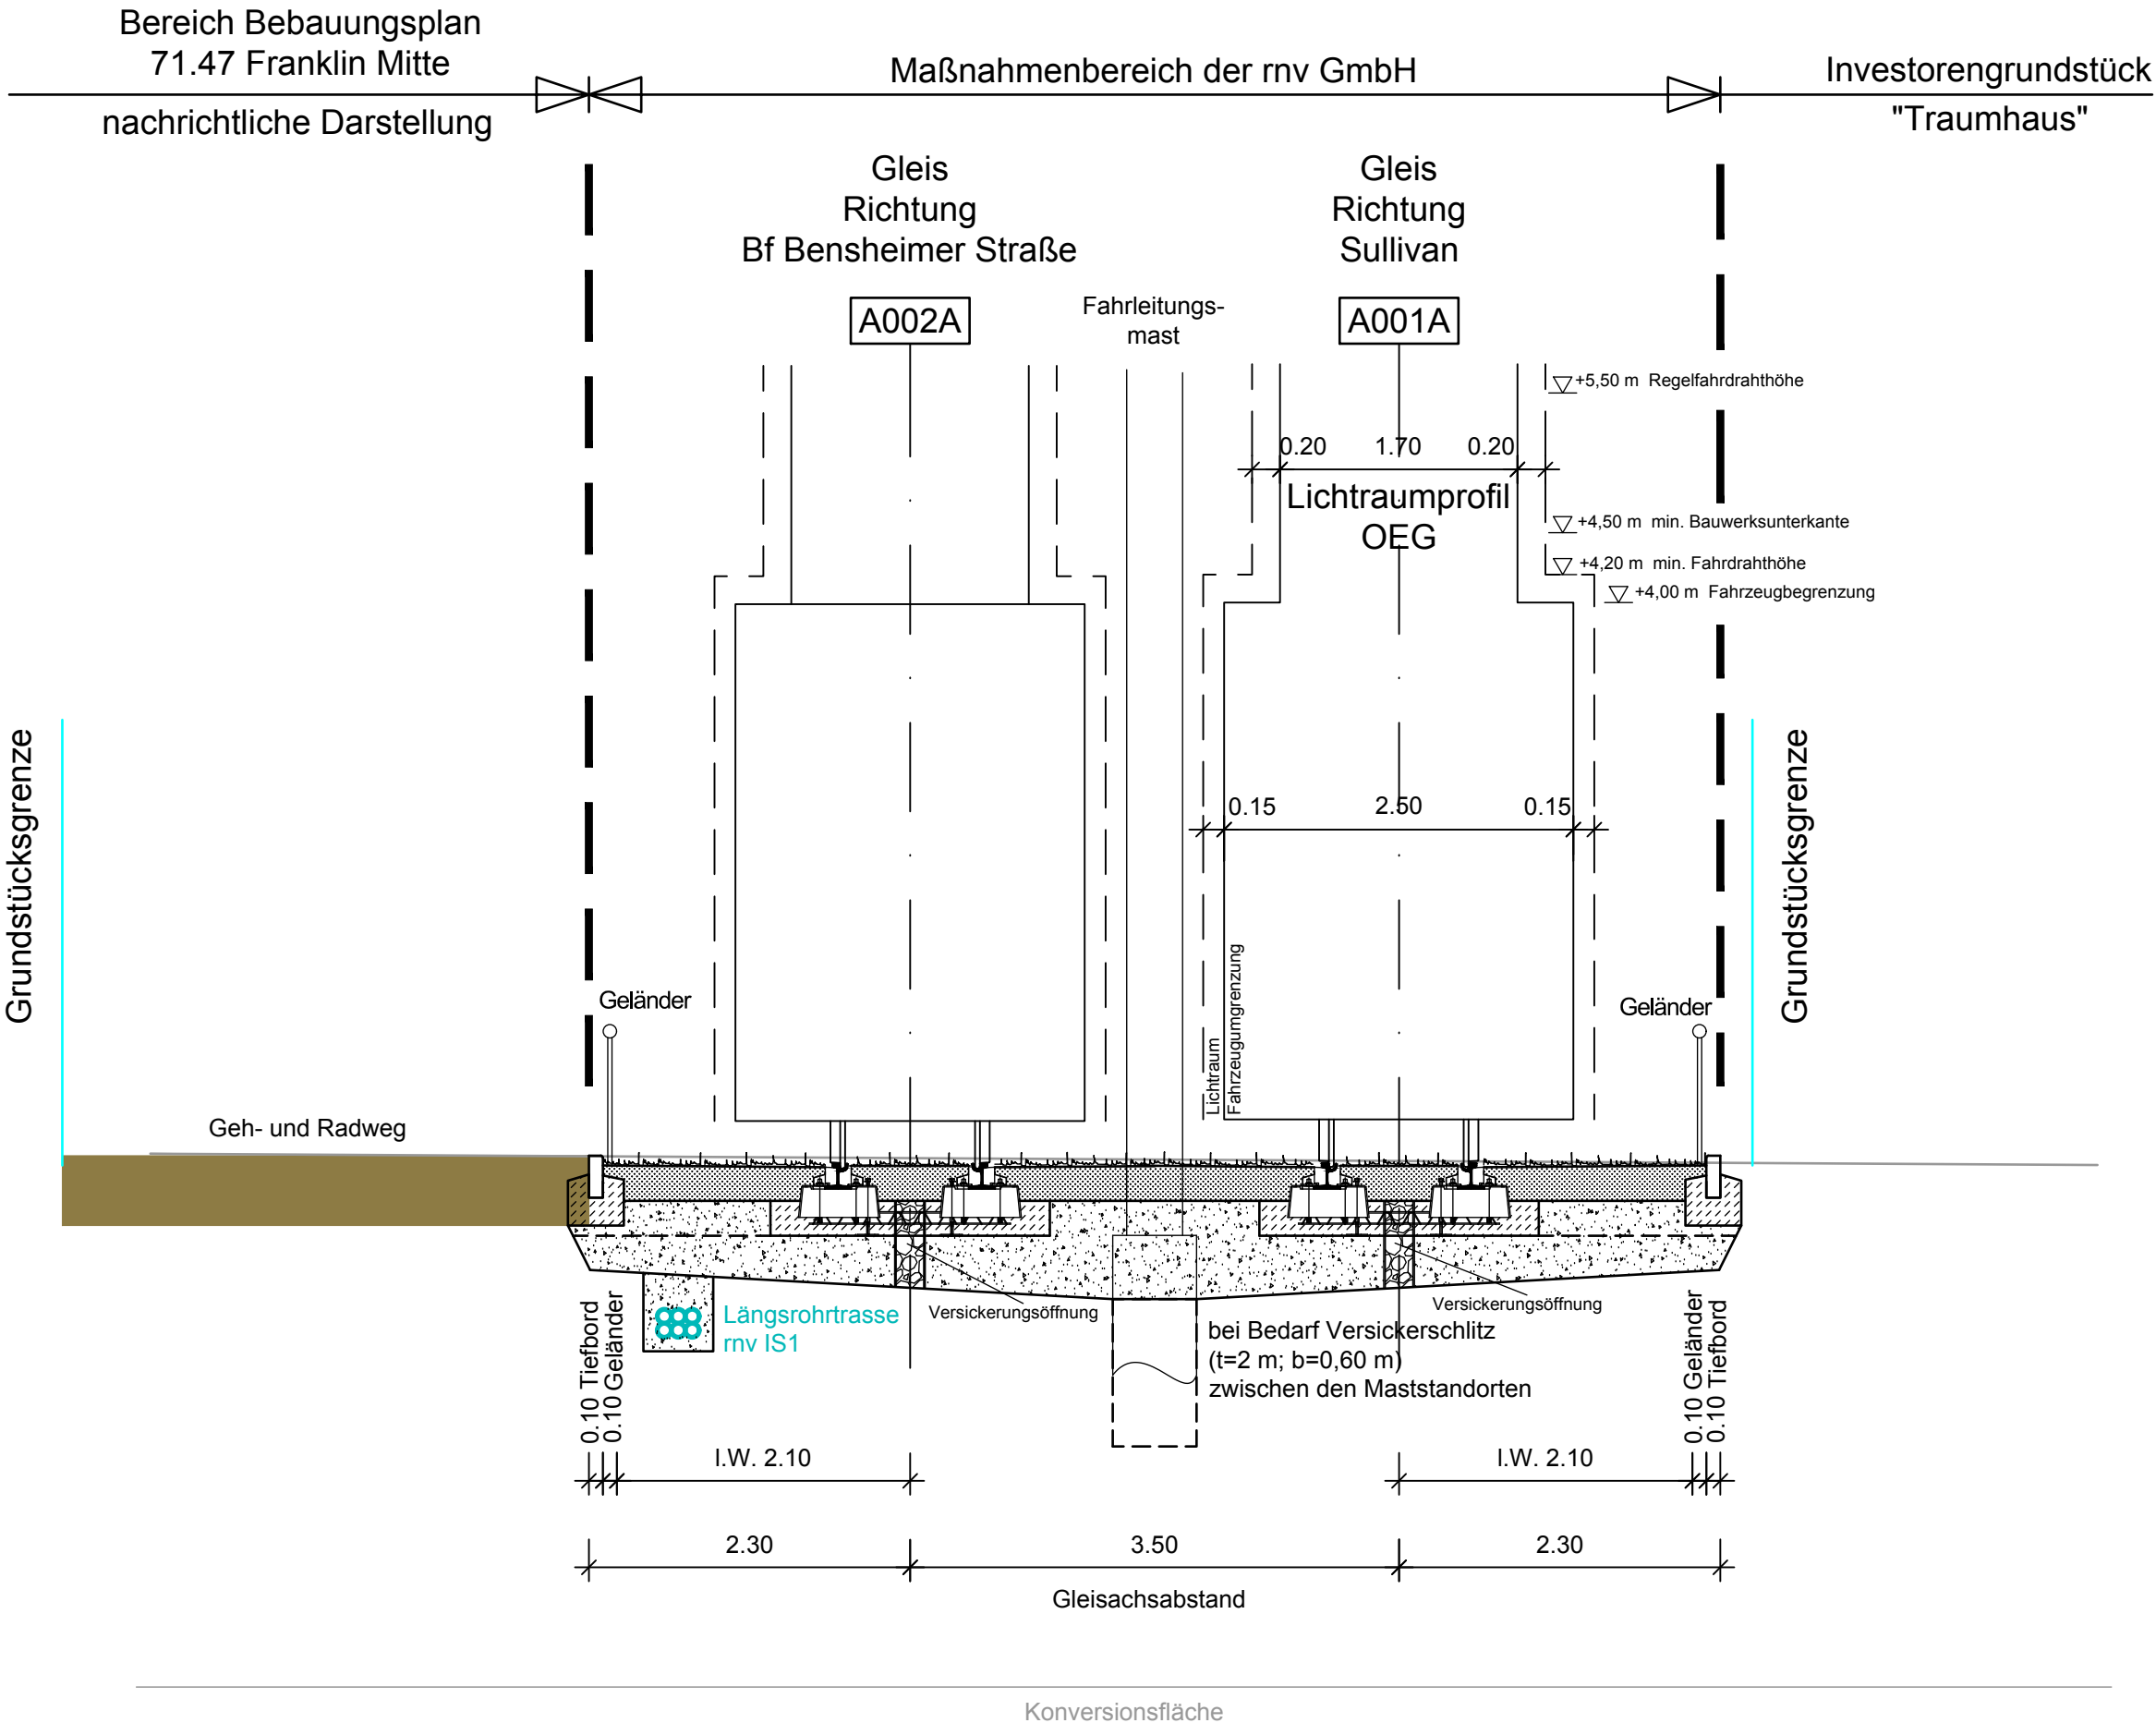 Bereich Bebauungsplan
71.47 Franklin Mitte
nachrichtliche Darstellung
Maßnahmenbereich der rnv GmbH
Investorengrundstück
"Traumhaus"
Gleis
Richtung
Bf Bensheimer Straße
A002A
Fahrleitungs-
mast
Gleis
Richtung
Sullivan
A001A
+5,50 m Regelfahrdrahthöhe
0.20 1.70 0.20
Lichtraumprofil
OEG
+4,50 m min. Bauwerksunterkante
+4,20 m min. Fahrdrahthöhe
+4,00 m Fahrzeugbegrenzung
Grundstücksgrenze
Grundstücksgrenze
0.15 2.50 0.15
Lichtraum
Fahrzeugumgrenzung
Geländer
Geländer
Geh- und Radweg
Längsrohrtrasse
rnv IS1
Versickerungsöffnung
Versickerungsöffnung
bei Bedarf Versickerschlitz
(t=2 m; b=0,60 m)
zwischen den Maststandorten
0.10 Tiefbord
0.10 Geländer
0.10 Geländer
0.10 Tiefbord
l.W. 2.10
l.W. 2.10
2.30
3.50
2.30
Gleisachsabstand
Konversionsfläche